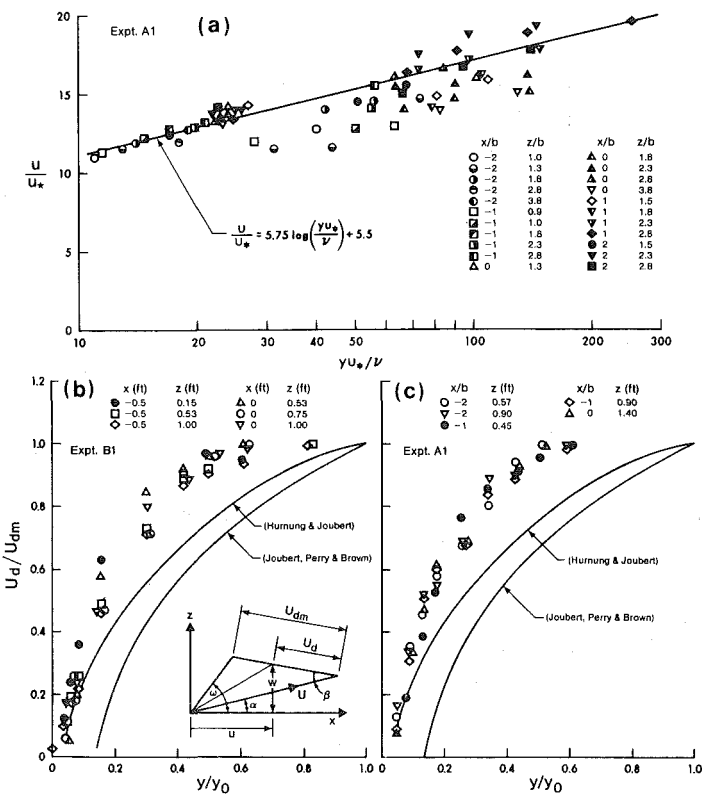 20
Expt. A1
(a)
15
u
u*
10
x/b z/b x/b z/b
−2 1.0 0 1.8
−2 1.3 0 2.3
−2 1.8 0 2.8
−2 2.8 0 3.8
−2 3.8 1 1.5
−1 0.9 1 1.8
−1 1.0 1 2.3
−1 1.8 1 2.8
−1 2.3 2 1.5
−1 2.8 2 2.3
0 1.3 2 2.8
U/U* = 5.75 log(yu*/ν) + 5.5
5
0
10 20 30 50 100 200 300
yu*/ν
1.2
(b)
x (ft) z (ft) x (ft) z (ft)
−0.5 0.15 0 0.53
−0.5 0.53 0 0.75
−0.5 1.00 0 1.00
Expt. B1
1.0
0.8
(Hurnung & Joubert)
(Joubert, Perry & Brown)
Ud/Udm
0.6
0.4
0.2
0
z
Udm
Ud
w
ω
U
β
α
x
u
0 0.2 0.4 0.6 0.8 1.0
y/y0
(c)
x/b z (ft) x/b z (ft)
−2 0.57 −1 0.90
−2 0.90 0 1.40
−1 0.45
Expt. A1
(Hurnung & Joubert)
(Joubert, Perry & Brown)
0 0.2 0.4 0.6 0.8 1.0
y/y0